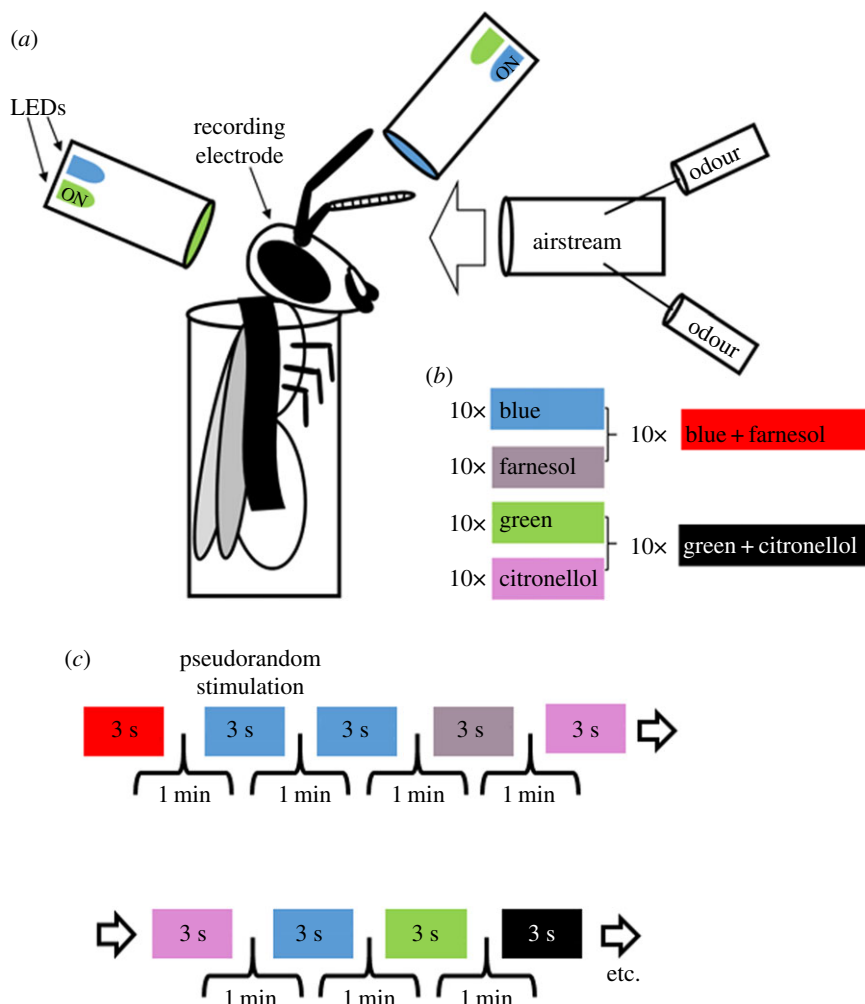 (a)
LEDs
ON
recording
electrode
ON
odour
airstream
odour
(b)
10× blue
10× farnesol
10× blue + farnesol
10× green
10× citronellol
10× green + citronellol
(c)
pseudorandom
stimulation
3 s 3 s 3 s 3 s 3 s
1 min 1 min 1 min 1 min
3 s 3 s 3 s 3 s
etc.
1 min 1 min 1 min